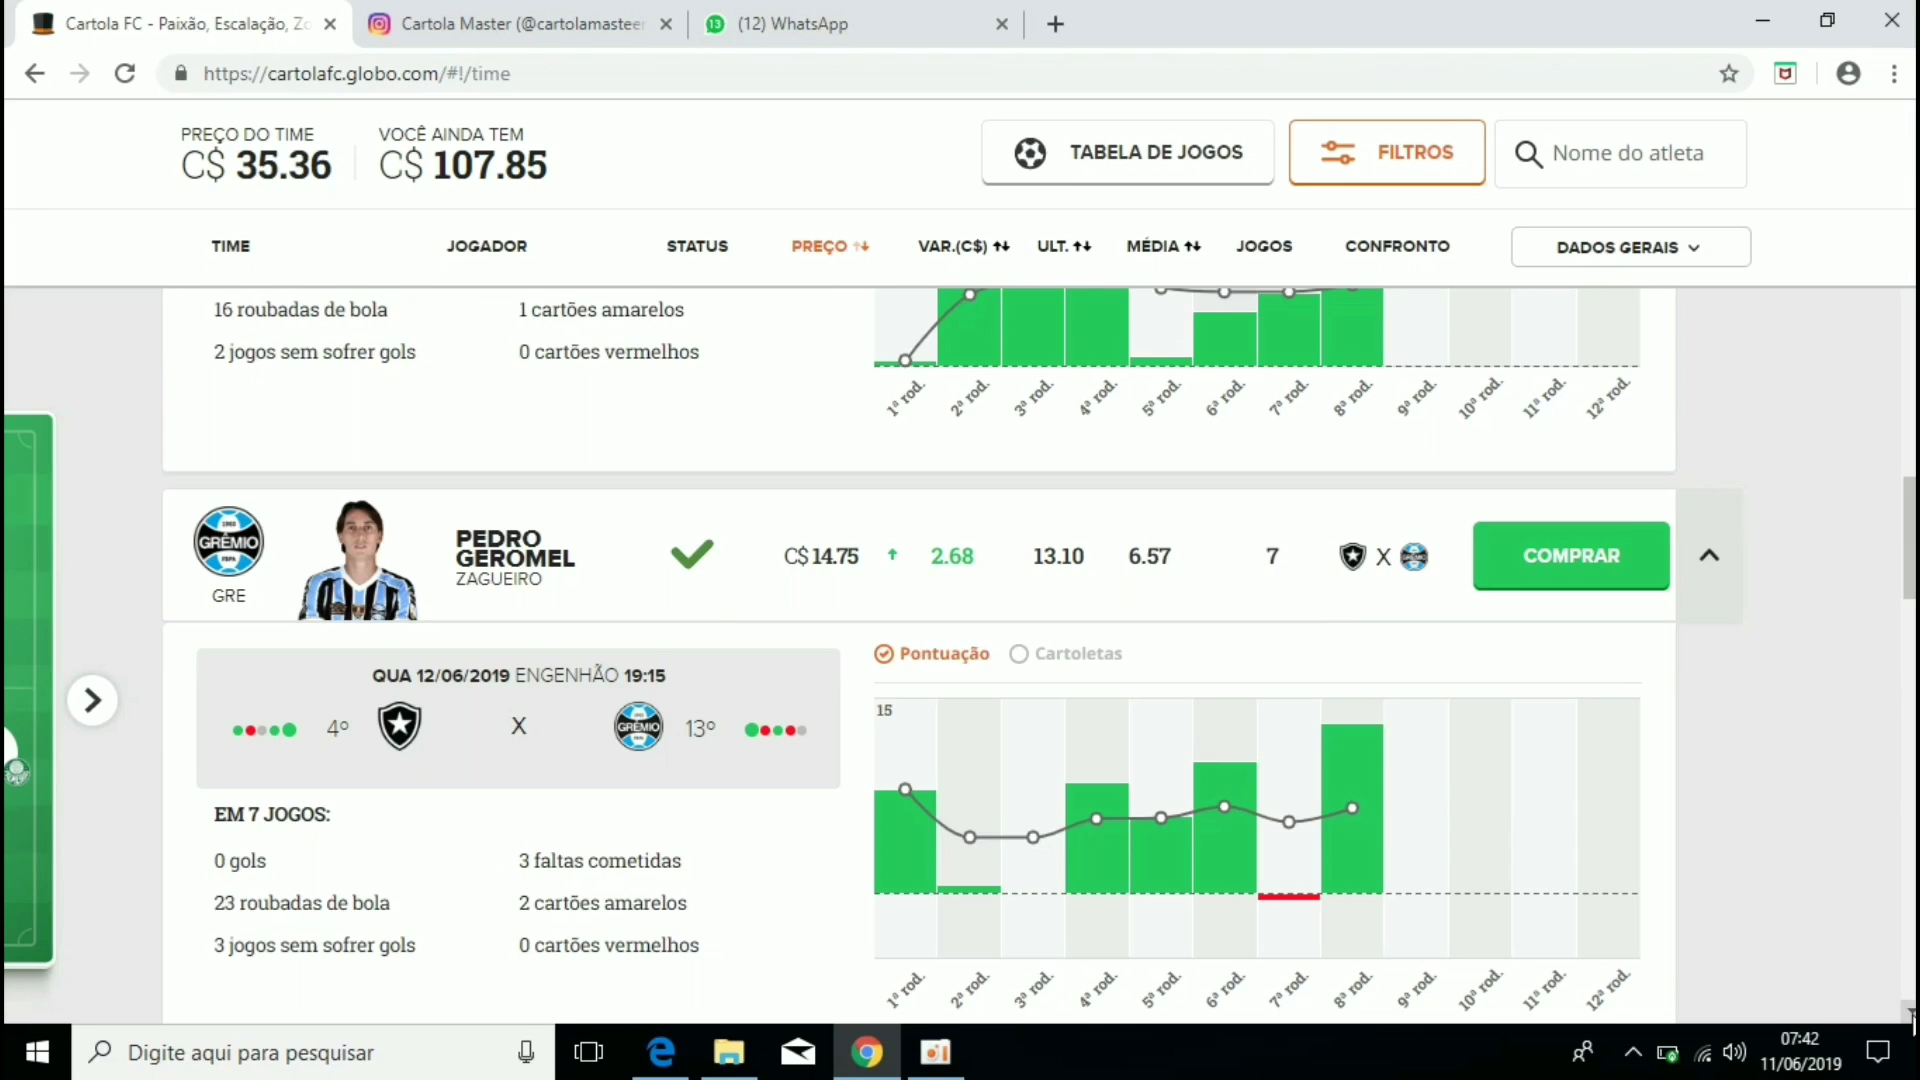 Cartola FC - Paixão, Escalação, Zo
Cartola Master (@cartolamasteer
13
(12) WhatsApp
https://cartolafc.globo.com/#!/time
PREÇO DO TIME
C$ 35.36
VOCÊ AINDA TEM
C$ 107.85
TABELA DE JOGOS
FILTROS
Nome do atleta
TIME JOGADOR STATUS PREÇO VAR.(C$) ULT. MÉDIA JOGOS CONFRONTO DADOS GERAIS
16 roubadas de bola
1 cartões amarelos
2 jogos sem sofrer gols
0 cartões vermelhos
1ª rod. 2ª rod. 3ª rod. 4ª rod. 5ª rod. 6ª rod. 7ª rod. 8ª rod. 9ª rod. 10ª rod. 11ª rod. 12ª rod.
GRÊMIO
GRE
PEDRO
GEROMEL
ZAGUEIRO
C$ 14.75 2.68 13.10 6.57 7 X COMPRAR
QUA 12/06/2019 ENGENHÃO 19:15
4º X GRÊMIO 13º
Pontuação
Cartoletas
15
EM 7 JOGOS:
0 gols
3 faltas cometidas
23 roubadas de bola
2 cartões amarelos
3 jogos sem sofrer gols
0 cartões vermelhos
1ª rod. 2ª rod. 3ª rod. 4ª rod. 5ª rod. 6ª rod. 7ª rod. 8ª rod. 9ª rod. 10ª rod. 11ª rod. 12ª rod.
Digite aqui para pesquisar
07:42
11/06/2019